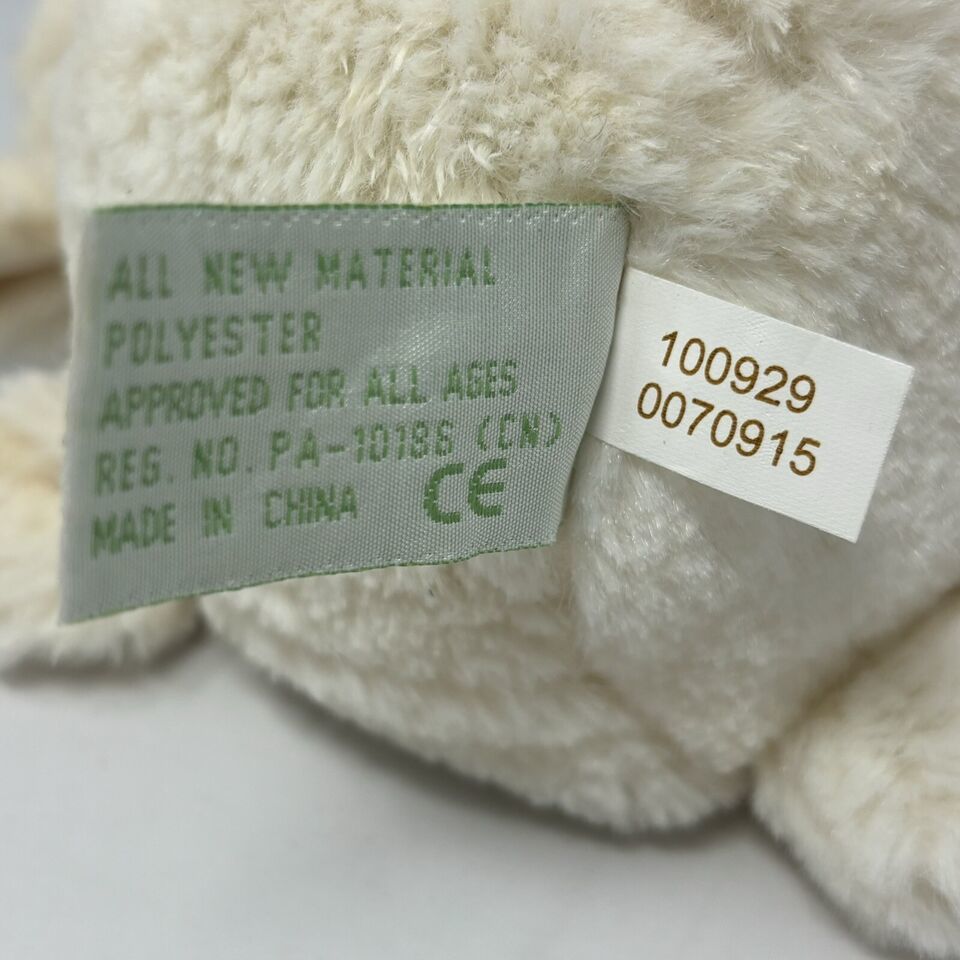 ALL NEW MATERIAL
POLYESTER
APPROVED FOR ALL AGES
REG. NO. PA-10186 (CN)
MADE IN CHINA CE
100929
0070915